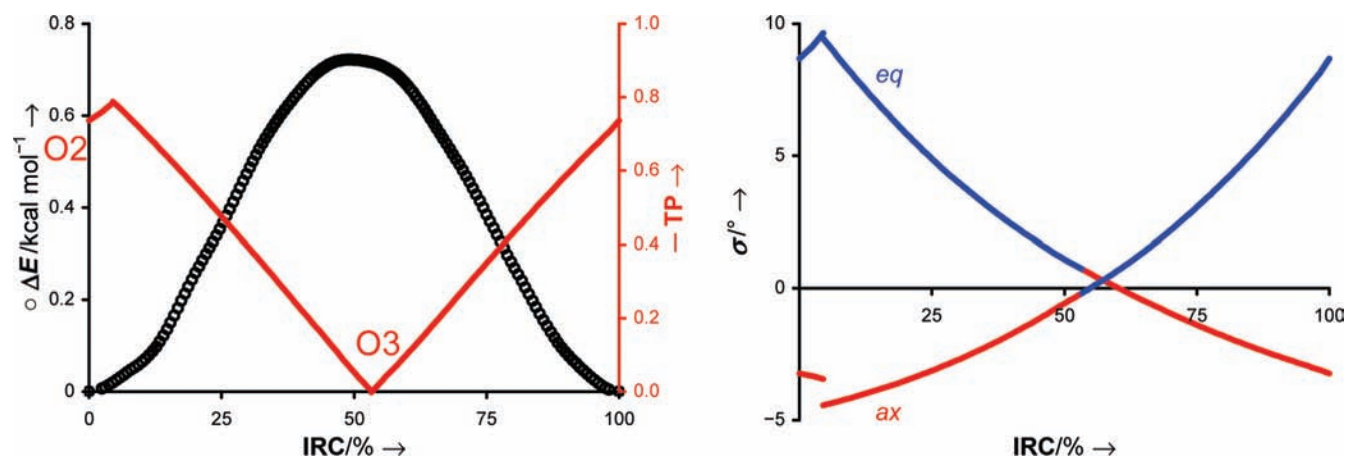 0.8
0.6
0.4
0.2
0
○ ΔE/kcal mol⁻¹ →
O2
O3
1.0
0.8
0.6
0.4
0.2
0.0
— TP →
0 25 50 75 100
IRC/% →
10
5
0
−5
σ/° →
eq
ax
25 50 75 100
IRC/% →